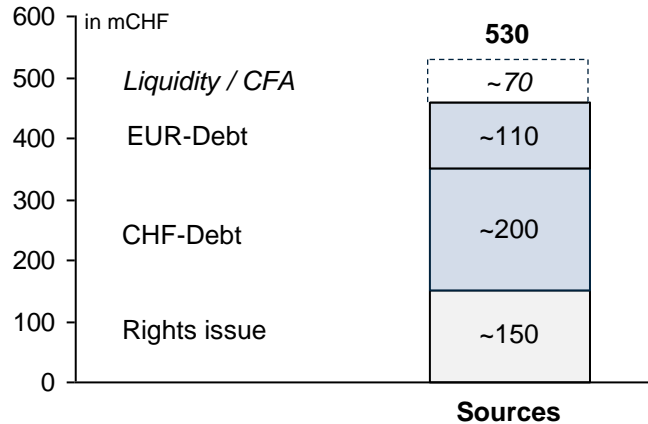 600
in mCHF
530
500
Liquidity / CFA
~70
400
EUR-Debt
~110
300
CHF-Debt
~200
200
100
Rights issue
~150
0
Sources